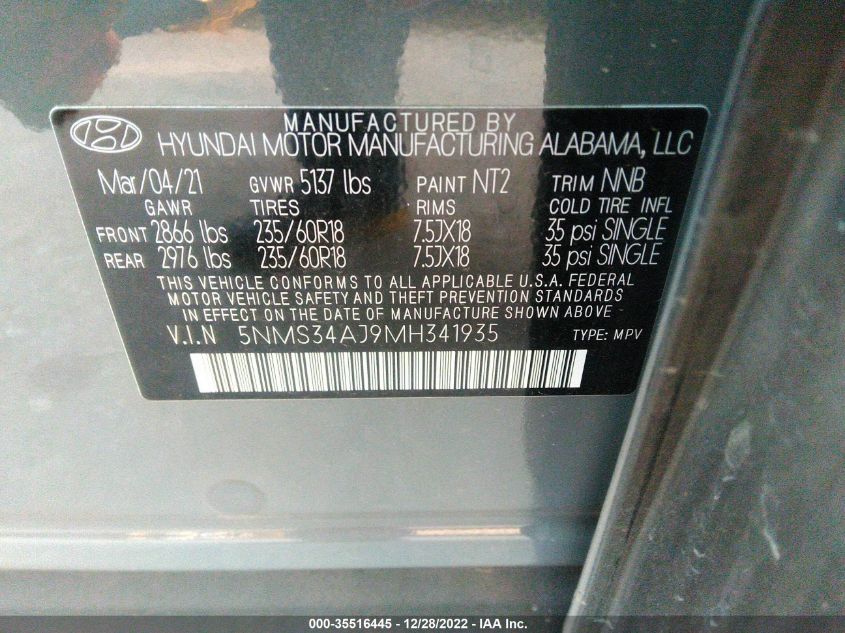 MANUFACTURED BY
HYUNDAI MOTOR MANUFACTURING ALABAMA, LLC
Mar/04/21 GVWR 5137 lbs PAINT NT2 TRIM NNB
GAWR TIRES RIMS COLD TIRE INFL
FRONT 2866 lbs 235/60R18 7.5JX18 35 psi SINGLE
REAR 2976 lbs 235/60R18 7.5JX18 35 psi SINGLE
THIS VEHICLE CONFORMS TO ALL APPLICABLE U.S.A. FEDERAL
MOTOR VEHICLE SAFETY AND THEFT PREVENTION STANDARDS
IN EFFECT ON THE DATE OF MANUFACTURE SHOWN ABOVE
V.I.N 5NMS34AJ9MH341935 TYPE: MPV
000-35516445 - 12/28/2022 - IAA Inc.